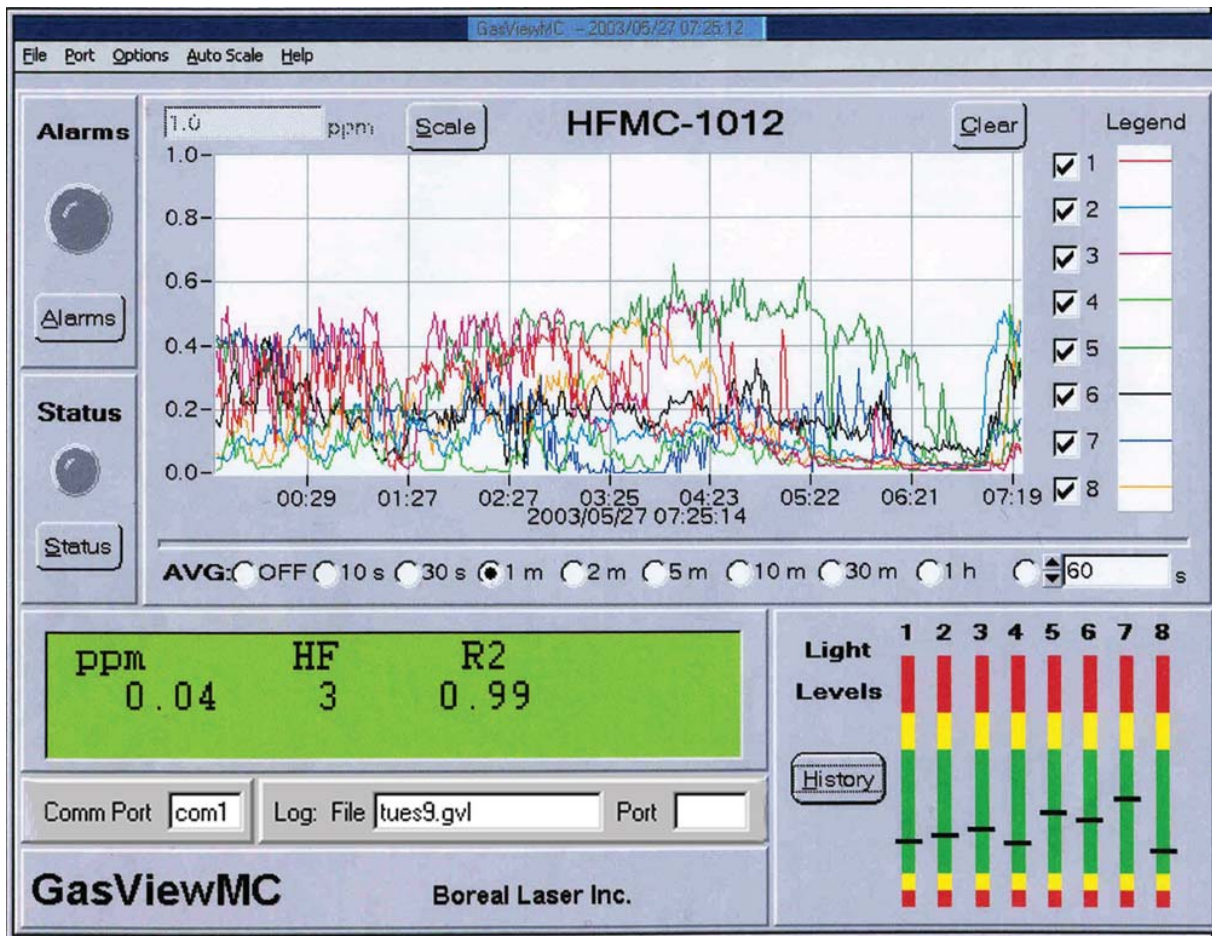 GasViewMC - 2003/05/27 07:25:12
File Port Options Auto Scale Help
Alarms
Alarms
Status
Status
1.0 ppm Scale HFMC-1012 Clear Legend
1.0
0.8
0.6
0.4
0.2
0.0
00:29 01:27 02:27 03:25 04:23 05:22 06:21 07:19
2003/05/27 07:25:14
1
2
3
4
5
6
7
8
AVG: OFF 10 s 30 s 1 m 2 m 5 m 10 m 30 m 1 h 60 s
ppm HF R2
0.04 3 0.99
Comm Port com1 Log: File tues9.gvl Port
GasViewMC Boreal Laser Inc.
Light Levels
1 2 3 4 5 6 7 8
History